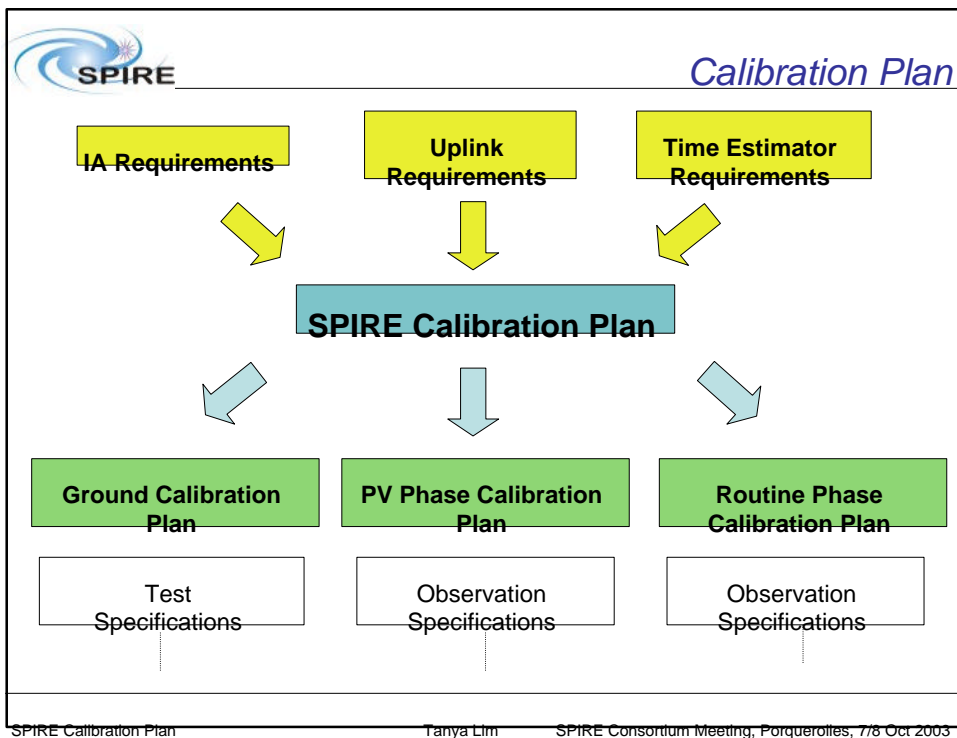 SPIRE
Calibration Plan
IA Requirements
Uplink
Requirements
Time Estimator
Requirements
SPIRE Calibration Plan
Ground Calibration
Plan
PV Phase Calibration
Plan
Routine Phase
Calibration Plan
Test
Specifications
Observation
Specifications
Observation
Specifications
SPIRE Calibration Plan Tanya Lim SPIRE Consortium Meeting, Porquerolles, 7/8 Oct 2003